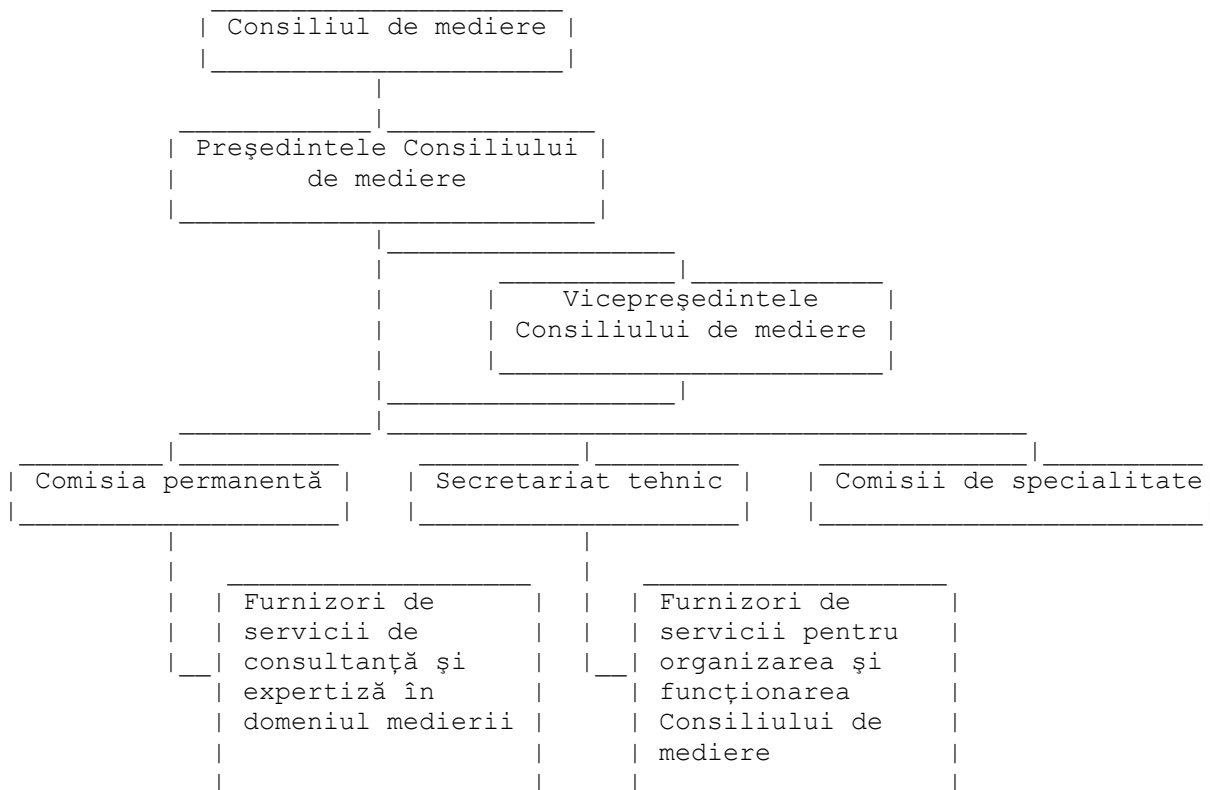 Consiliul de mediere
Preşedintele Consiliului
de mediere
Vicepreşedintele
Consiliului de mediere
Comisia permanentă
Secretariat tehnic
Comisii de specialitate
Furnizori de
servicii de
consultanţă şi
expertiză în
domeniul medierii
Furnizori de
servicii pentru
organizarea şi
funcţionarea
Consiliului de
mediere